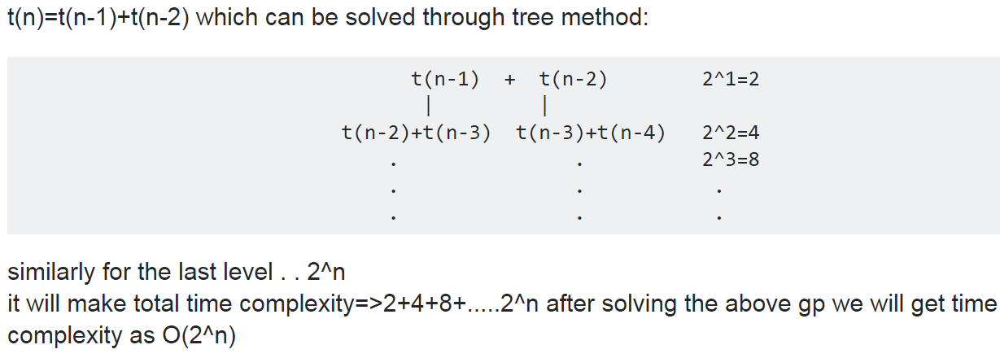 t(n)=t(n-1)+t(n-2) which can be solved through tree method:
t(n-1) + t(n-2) 2^1=2
| |
t(n-2)+t(n-3) t(n-3)+t(n-4) 2^2=4
. . 2^3=8
. . .
. . .
similarly for the last level . . 2^n
it will make total time complexity=>2+4+8+.....2^n after solving the above gp we will get time
complexity as O(2^n)